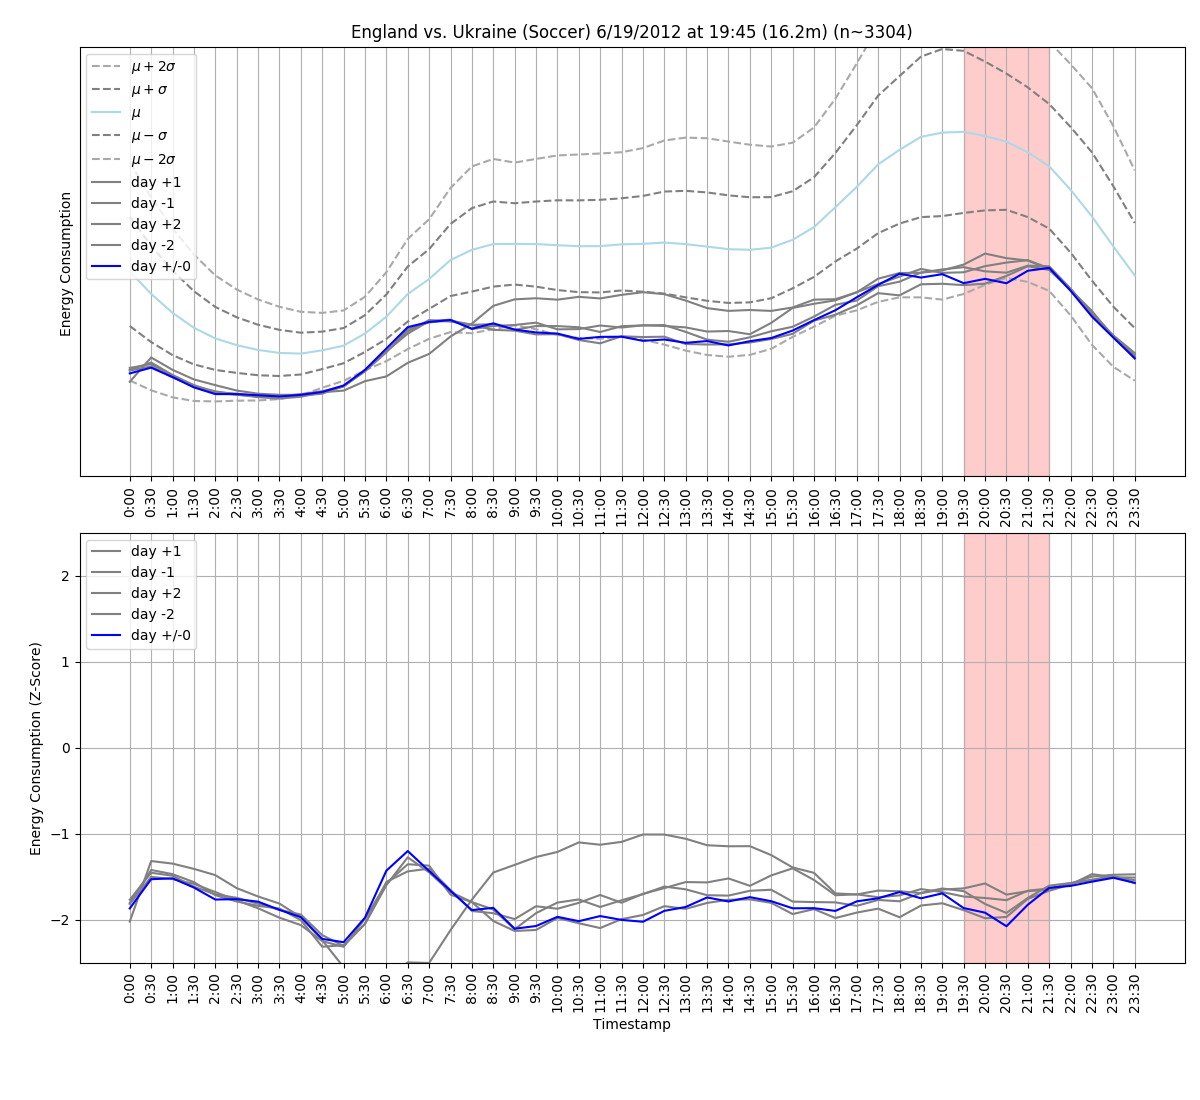 England vs. Ukraine (Soccer) 6/19/2012 at 19:45 (16.2m) (n~3304)
Energy Consumption
μ + 2σ
μ + σ
μ
μ − σ
μ − 2σ
day +1
day -1
day +2
day -2
day +/-0
0:00 0:30 1:00 1:30 2:00 2:30 3:00 3:30 4:00 4:30 5:00 5:30 6:00 6:30 7:00 7:30 8:00 8:30 9:00 9:30 10:00 10:30 11:00 11:30 12:00 12:30 13:00 13:30 14:00 14:30 15:00 15:30 16:00 16:30 17:00 17:30 18:00 18:30 19:00 19:30 20:00 20:30 21:00 21:30 22:00 22:30 23:00 23:30
Energy Consumption (Z-Score)
2
1
0
−1
−2
day +1
day -1
day +2
day -2
day +/-0
0:00 0:30 1:00 1:30 2:00 2:30 3:00 3:30 4:00 4:30 5:00 5:30 6:00 6:30 7:00 7:30 8:00 8:30 9:00 9:30 10:00 10:30 11:00 11:30 12:00 12:30 13:00 13:30 14:00 14:30 15:00 15:30 16:00 16:30 17:00 17:30 18:00 18:30 19:00 19:30 20:00 20:30 21:00 21:30 22:00 22:30 23:00 23:30
Timestamp